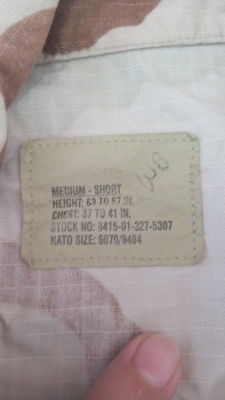 MEDIUM - SHORT
HEIGHT: 63 TO 67 IN.
CHEST: 37 TO 41 IN.
STOCK NO: 8415-01-327-5307
NATO SIZE: 6070/9404